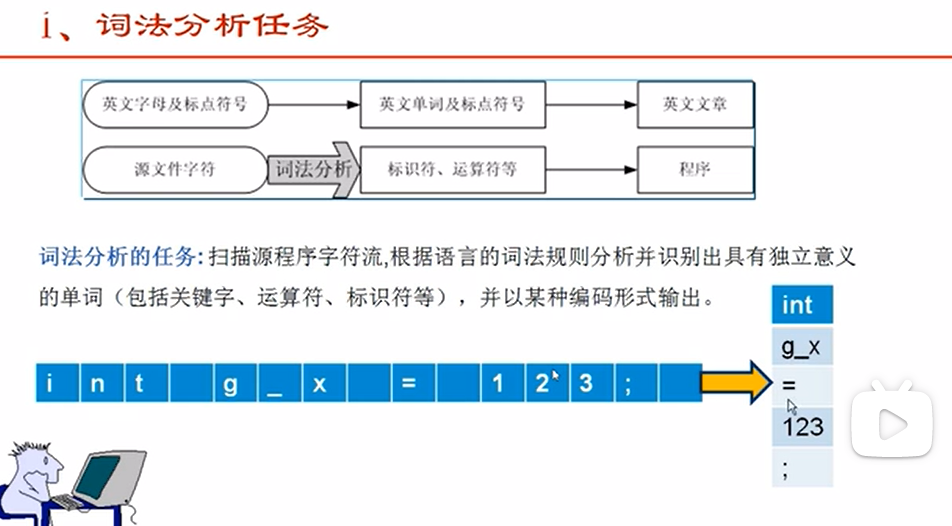 i、词法分析任务
英文字母及标点符号 英文单词及标点符号 英文文章
源文件字符 词法分析 标识符、运算符等 程序
词法分析的任务:扫描源程序字符流,根据语言的词法规则分析并识别出具有独立意义
的单词（包括关键字、运算符、标识符等），并以某种编码形式输出。
i n t g _ x = 1 2 3 ;
int
g_x
=
123
;